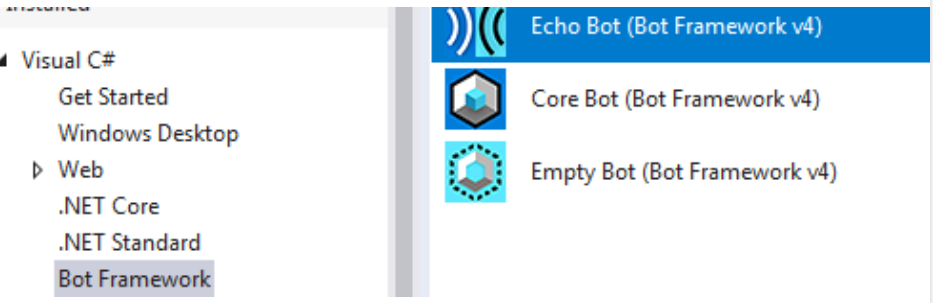 Installed
Visual C#
Get Started
Windows Desktop
Web
.NET Core
.NET Standard
Bot Framework
Echo Bot (Bot Framework v4)
Core Bot (Bot Framework v4)
Empty Bot (Bot Framework v4)